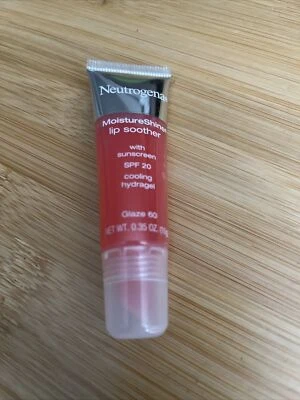 Neutrogena
MoistureShine
lip soother
with
sunscreen
SPF 20
cooling
hydragel
Glaze 60
NET WT. 0.35 OZ.